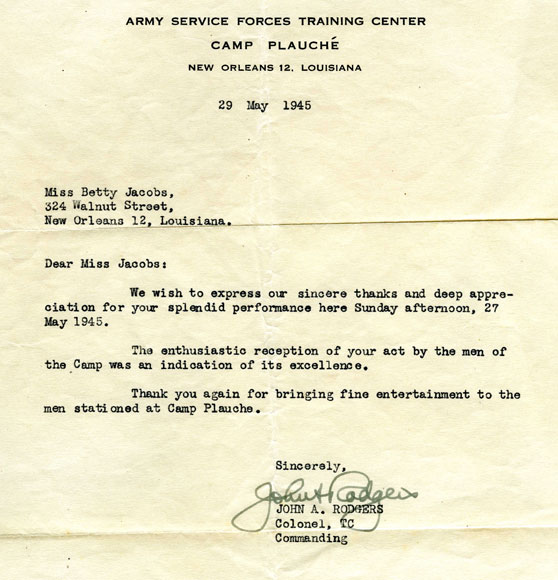 ARMY SERVICE FORCES TRAINING CENTER
CAMP PLAUCHÉ
NEW ORLEANS 12, LOUISIANA
29 May 1945
Miss Betty Jacobs,
324 Walnut Street,
New Orleans 12, Louisiana.
Dear Miss Jacobs:
We wish to express our sincere thanks and deep appre-
ciation for your splendid performance here Sunday afternoon, 27
May 1945.
The enthusiastic reception of your act by the men of
the Camp was an indication of its excellence.
Thank you again for bringing fine entertainment to the
men stationed at Camp Plauche.
Sincerely,
John A Rodgers
JOHN A. RODGERS
Colonel, TC
Commanding